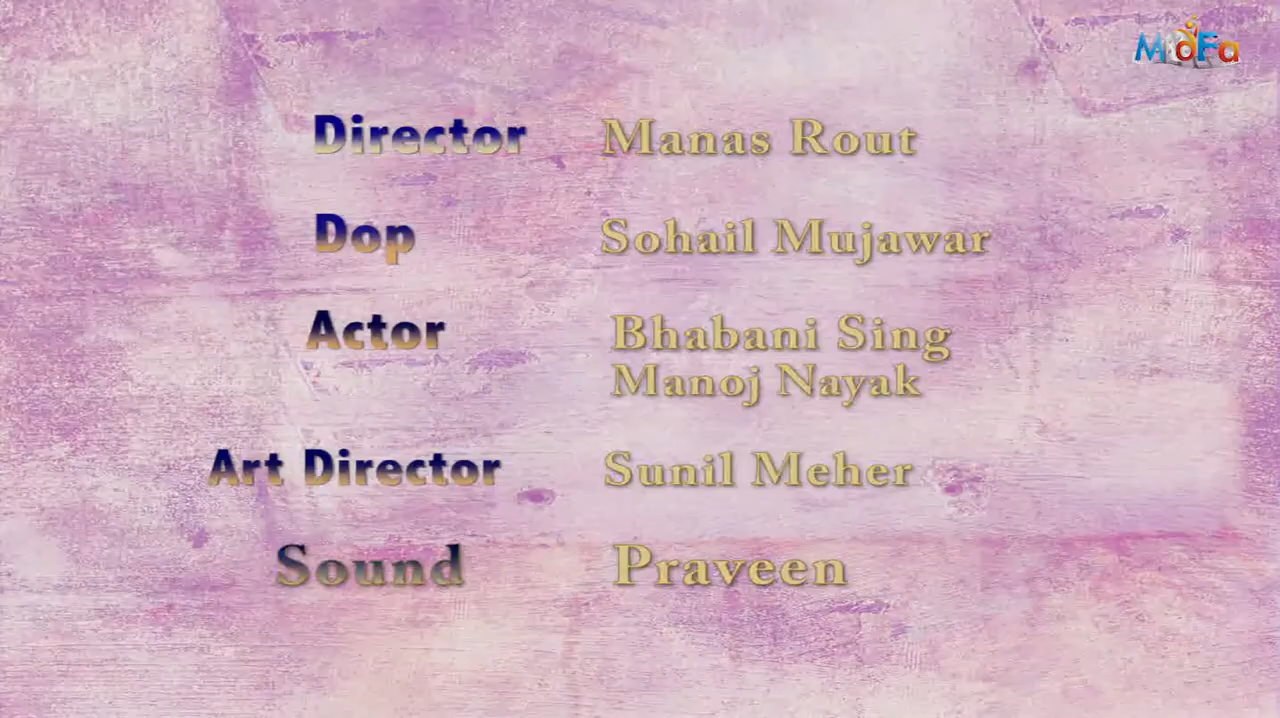 MoFa
Director Manas Rout
Dop Sohail Mujawar
Actor Bhabani Sing
Manoj Nayak
Art Director Sunil Meher
Sound Praveen